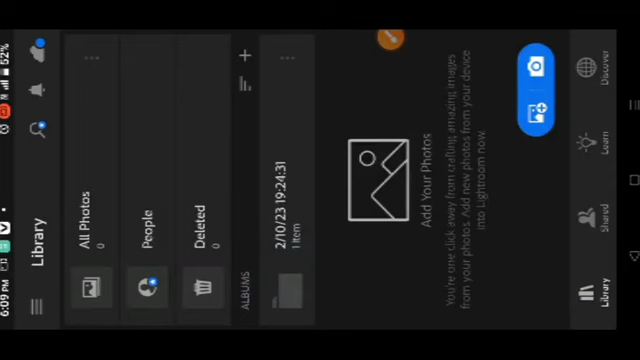 6:09 PM
52%
Library
All Photos
0
People
Deleted
0
ALBUMS
2/10/23 19:24:31
1 item
Add Your Photos
You're one click away from crafting amazing images
from your photos. Add new photos from your device
into Lightroom now.
Library
Shared
Learn
Discover